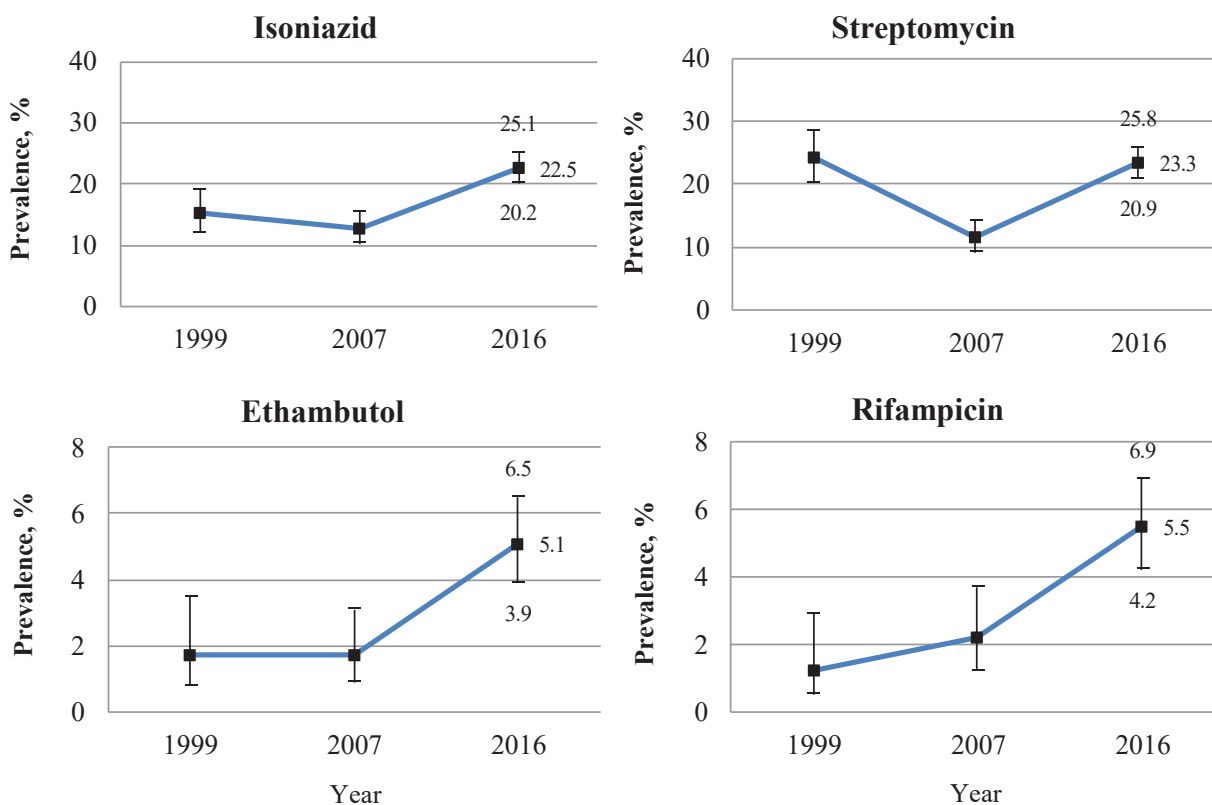 Isoniazid
Prevalence, %
40
30
20
10
0
25.1
22.5
20.2
1999 2007 2016
Streptomycin
Prevalence, %
40
30
20
10
0
25.8
23.3
20.9
1999 2007 2016
Ethambutol
Prevalence, %
8
6
4
2
0
6.5
5.1
3.9
1999 2007 2016
Year
Rifampicin
Prevalence, %
8
6
4
2
0
6.9
5.5
4.2
1999 2007 2016
Year